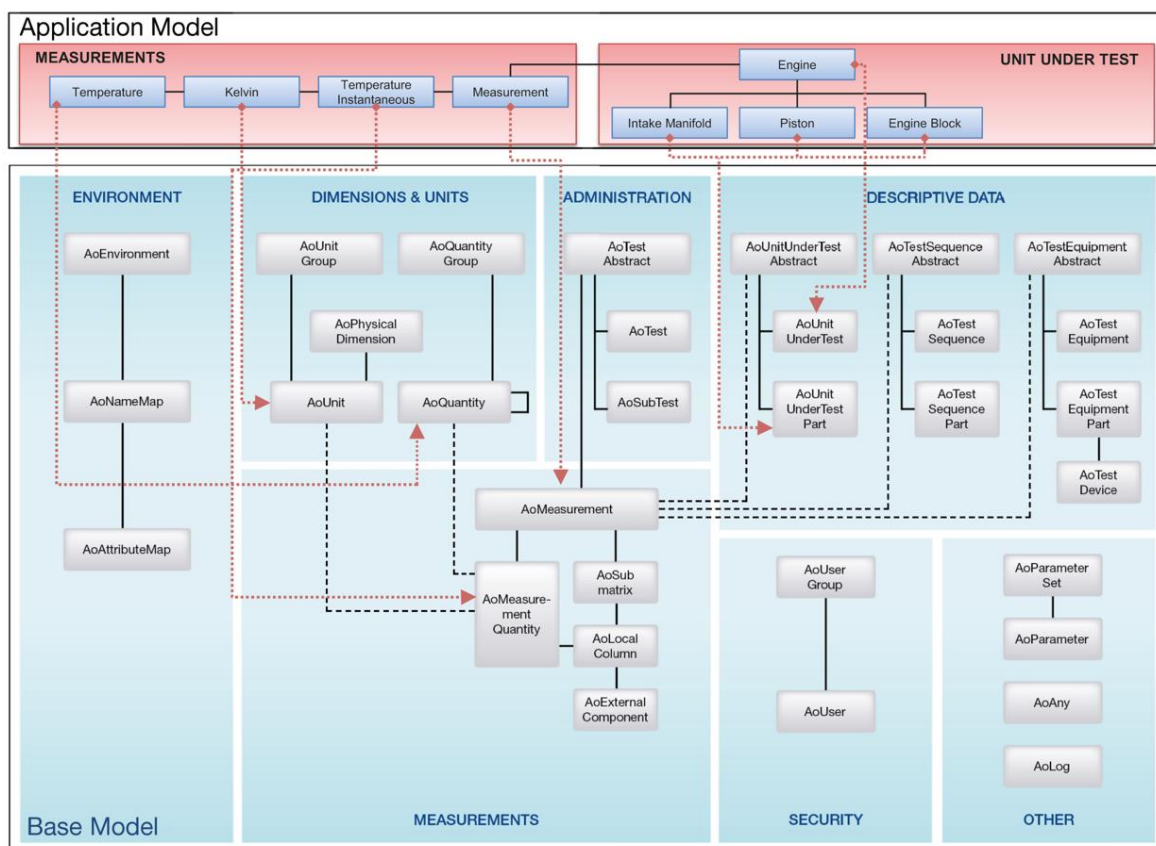 Application Model
MEASUREMENTS
Temperature
Kelvin
Temperature
Instantaneous
Measurement
UNIT UNDER TEST
Engine
Intake Manifold
Piston
Engine Block
ENVIRONMENT
AoEnvironment
AoNameMap
AoAttributeMap
DIMENSIONS & UNITS
AoUnit
Group
AoQuantity
Group
AoPhysical
Dimension
AoUnit
AoQuantity
ADMINISTRATION
AoTest
Abstract
AoTest
AoSubTest
DESCRIPTIVE DATA
AoUnitUnderTest
Abstract
AoTestSequence
Abstract
AoTestEquipment
Abstract
AoUnit
UnderTest
AoTest
Sequence
AoTest
Equipment
AoUnit
UnderTest
Part
AoTest
Sequence
Part
AoTest
Equipment
Part
AoTest
Device
AoMeasurement
AoMeasure-
ment
Quantity
AoSub
matrix
AoLocal
Column
AoExternal
Component
MEASUREMENTS
AoUser
Group
AoUser
SECURITY
AoParameter
Set
AoParameter
AoAny
AoLog
OTHER
Base Model